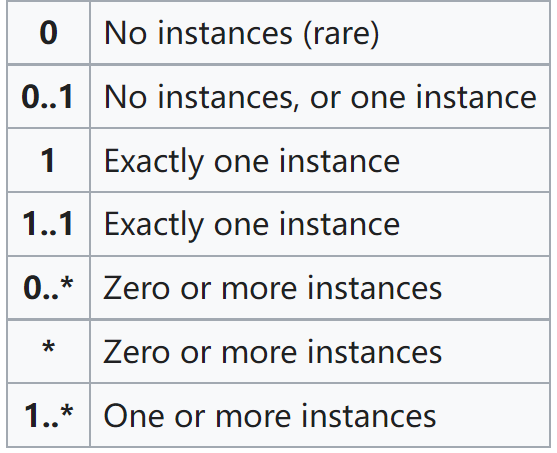 0 No instances (rare)
0..1 No instances, or one instance
1 Exactly one instance
1..1 Exactly one instance
0..* Zero or more instances
* Zero or more instances
1..* One or more instances